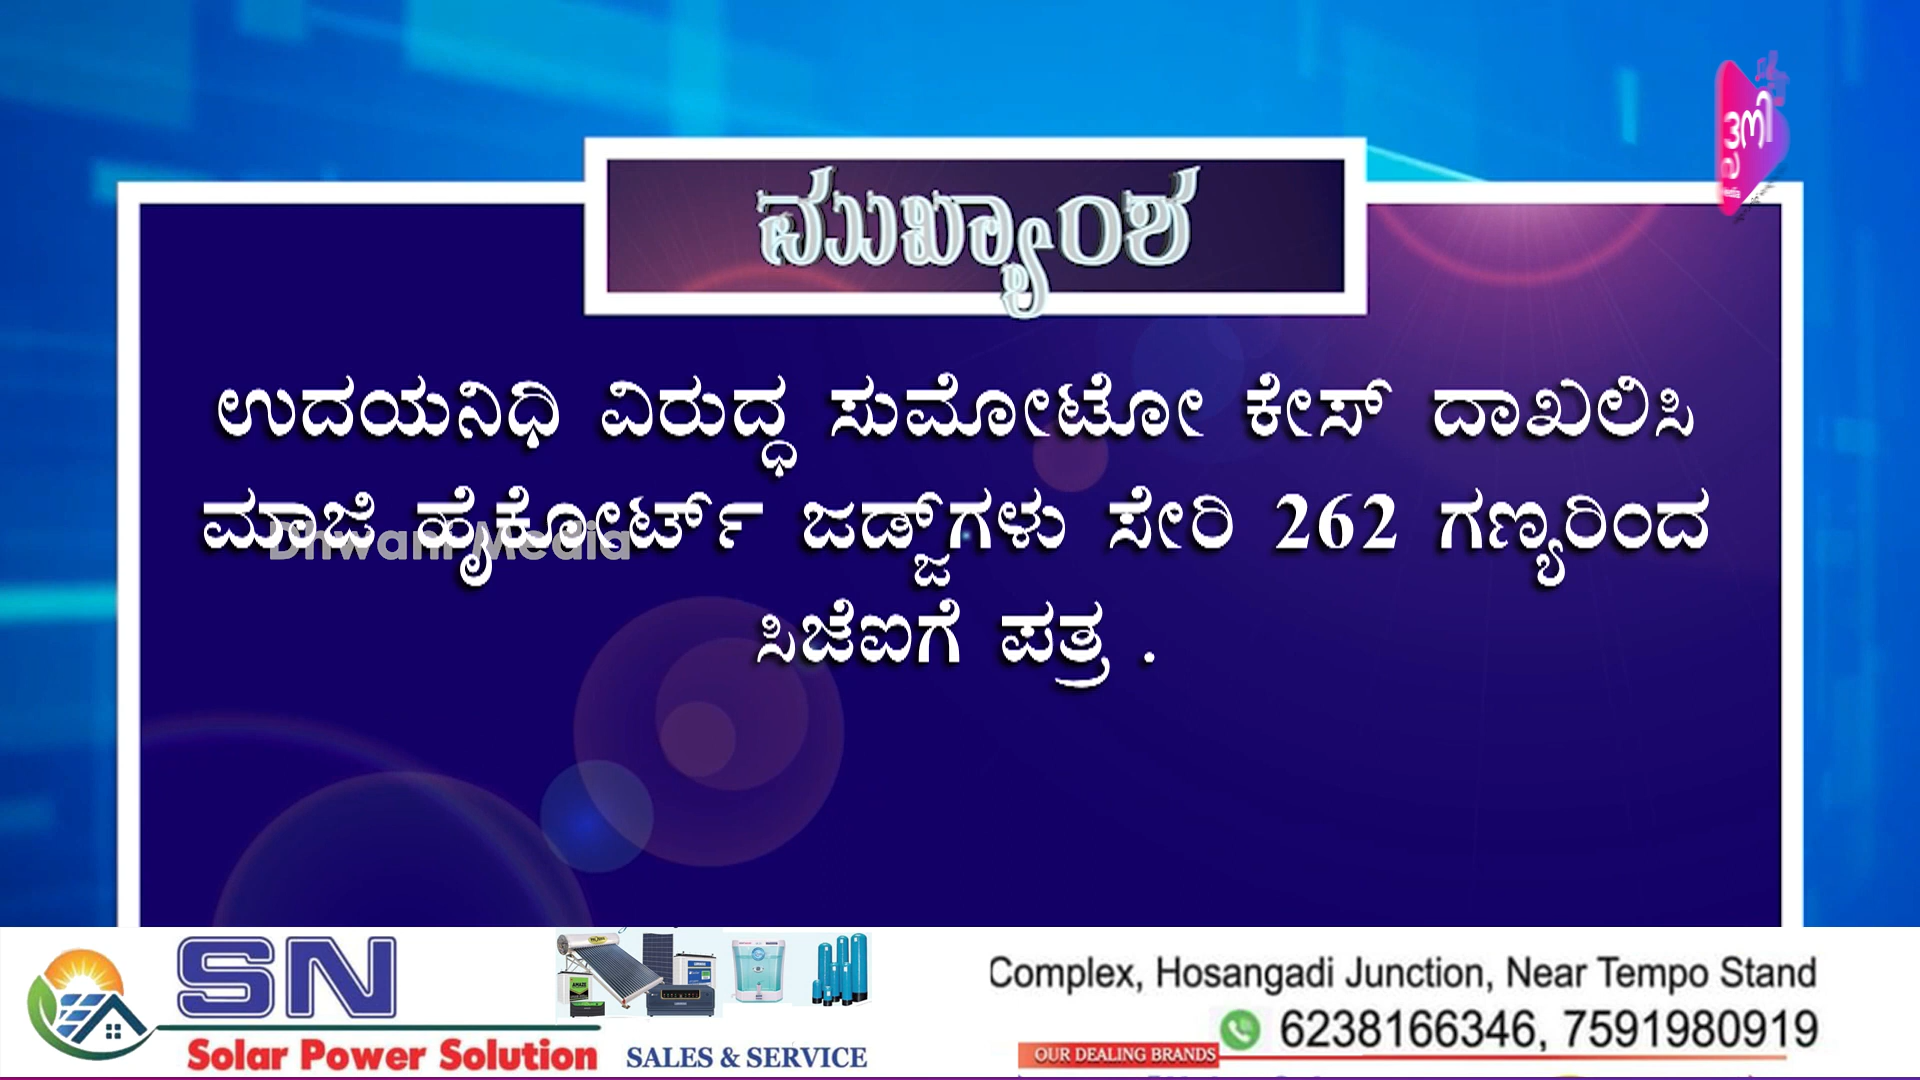 ಧ್ವನಿ
ಮುಖ್ಯಾಂಶ
ಉದಯನಿಧಿ ವಿರುದ್ಧ ಸುಮೋಟೋ ಕೇಸ್ ದಾಖಲಿಸಿ
ಮಾಜಿ ಹೈಕೋರ್ಟ್ ಜಡ್ಜ್‌ಗಳು ಸೇರಿ 262 ಗಣ್ಯರಿಂದ
Dhwani Media
ಸಿಜೆಐಗೆ ಪತ್ರ .
SN
Solar Power Solution
SALES & SERVICE
Complex, Hosangadi Junction, Near Tempo Stand
6238166346, 7591980919
OUR DEALING BRANDS